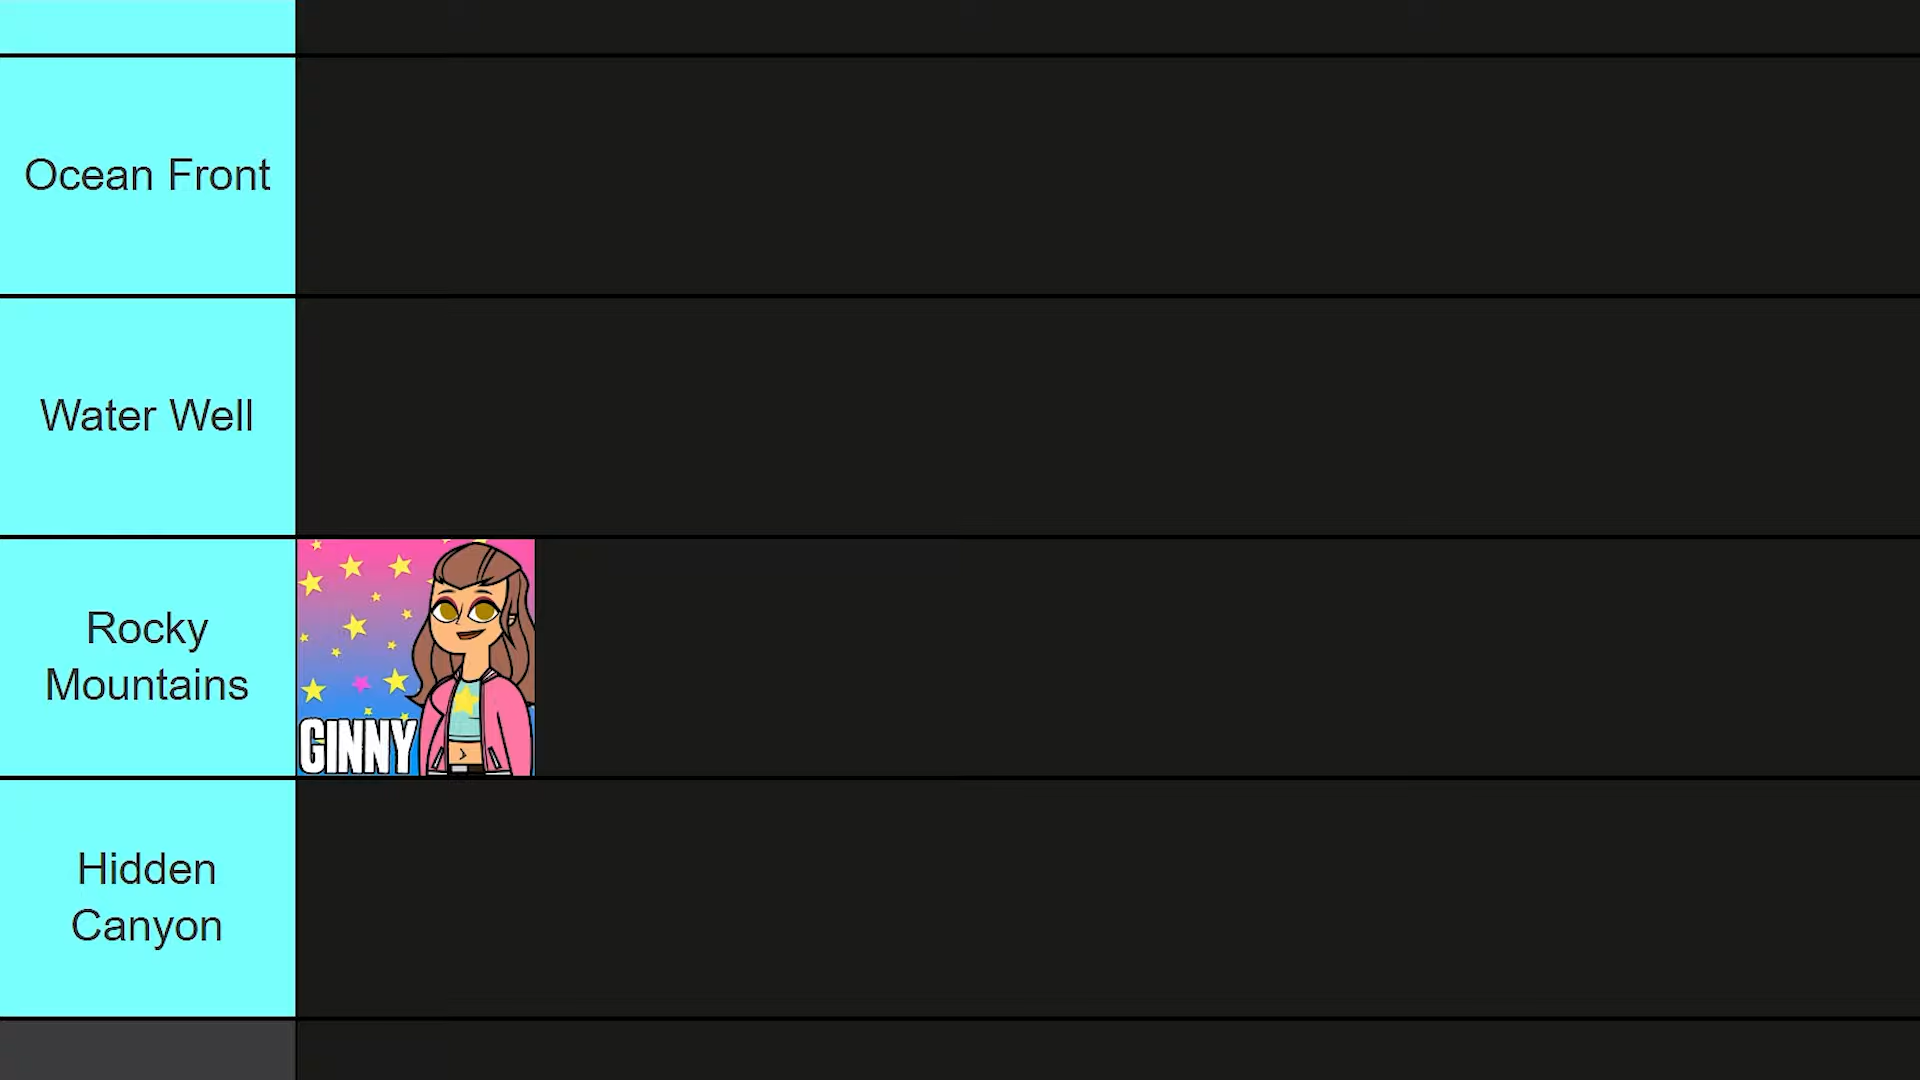 Ocean Front
Water Well
Rocky
Mountains
GINNY
Hidden
Canyon